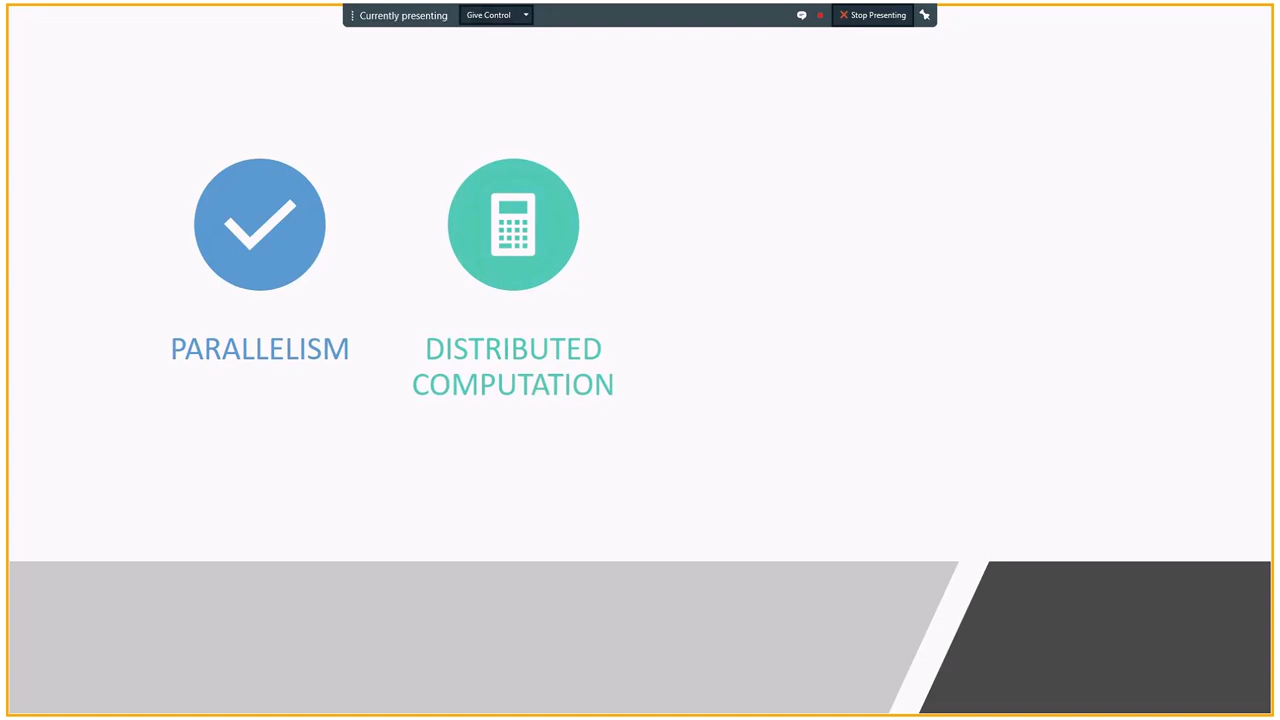 Currently presenting
Give Control
Stop Presenting
PARALLELISM
DISTRIBUTED
COMPUTATION